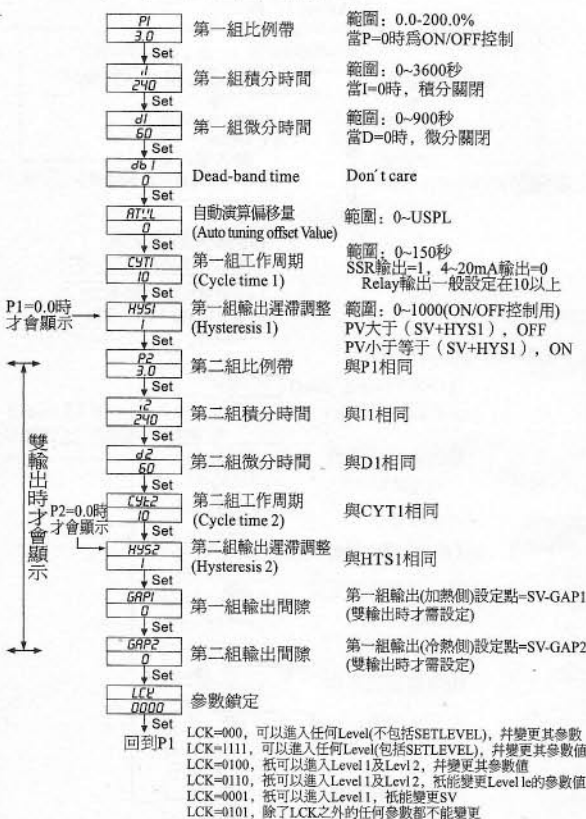 P1
3.0
第一組比例帶
範圍：0.0-200.0%
當P=0時爲ON/OFF控制
Set
i1
240
第一組積分時間
範圍：0~3600秒
當I=0時，積分關閉
Set
d1
60
第一組微分時間
範圍：0~900秒
當D=0時，微分關閉
Set
db1
0
Dead-band time
Don't care
Set
ATVL
0
自動演算偏移量
(Auto tuning offset Value)
範圍：0~USPL
Set
CYT1
10
第一組工作周期
(Cycle time 1)
範圍：0~150秒
SSR輸出=1，4~20mA輸出=0
Relay輸出一般設定在10以上
Set
P1=0.0時
才會顯示
HYS1
1
第一組輸出遲滯調整
(Hysteresis 1)
範圍：0~1000(ON/OFF控制用)
PV大于（SV+HYS1），OFF
PV小于等于（SV+HYS1），ON
Set
雙輸出時才會顯示
P2
3.0
第二組比例帶
與P1相同
Set
i2
240
第二組積分時間
與I1相同
Set
d2
60
第二組微分時間
與D1相同
Set
CYt2
10
第二組工作周期
(Cycle time 2)
與CYT1相同
Set
P2=0.0時
才會顯示
HYS2
1
第二組輸出遲滯調整
(Hysteresis 2)
與HTS1相同
Set
GAP1
0
第一組輸出間隙
第一組輸出(加熱側)設定點=SV-GAP1
(雙輸出時才需設定)
Set
GAP2
0
第二組輸出間隙
第一組輸出(冷熱側)設定點=SV-GAP2
(雙輸出時才需設定)
Set
LCK
0000
參數鎖定
Set
回到P1
LCK=000，可以進入任何Level(不包括SETLEVEL)，幷變更其參數
LCK=1111，可以進入任何Level(包括SETLEVEL)，幷變更其參數值
LCK=0100，衹可以進入Level 1及Levl 2，幷變更其參數值
LCK=0110，衹可以進入Level 1及Levl 2，衹能變更Level le的參數值
LCK=0001，衹可以進入Level 1，衹能變更SV
LCK=0101，除了LCK之外的任何參數都不能變更